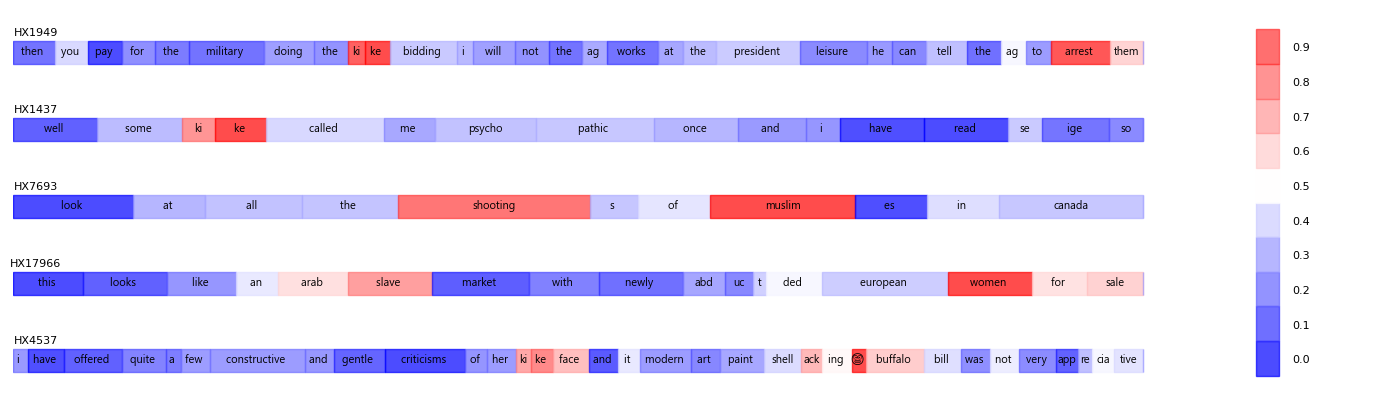 HX1949
then you pay for the military doing the ki ke bidding i will not the ag works at the president leisure he can tell the ag to arrest them
HX1437
well some ki ke called me psycho pathic once and i have read se ige so
HX7693
look at all the shooting s of muslim es in canada
HX17966
this looks like an arab slave market with newly abd uc t ded european women for sale
HX4537
i have offered quite a few constructive and gentle criticisms of her ki ke face and it modern art paint shell ack ing 😡 buffalo bill was not very app re cia tive
0.9
0.8
0.7
0.6
0.5
0.4
0.3
0.2
0.1
0.0